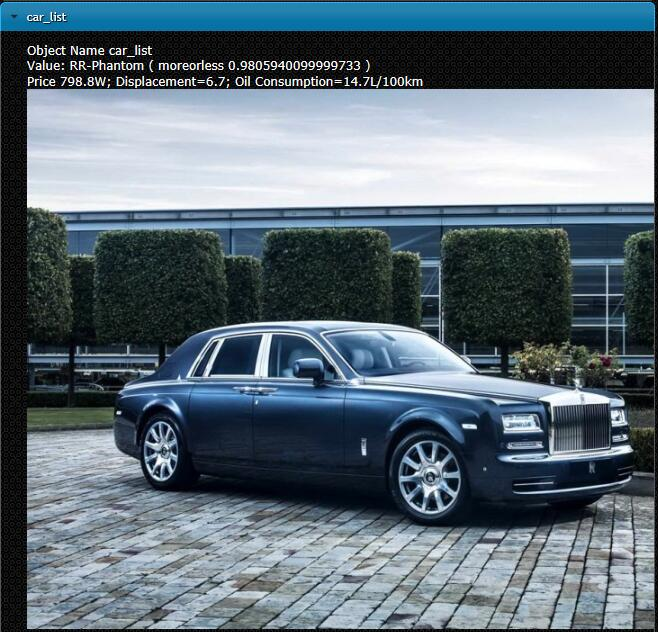 car_list
Object Name car_list
Value: RR-Phantom ( moreorless 0.9805940099999733 )
Price 798.8W; Displacement=6.7; Oil Consumption=14.7L/100km